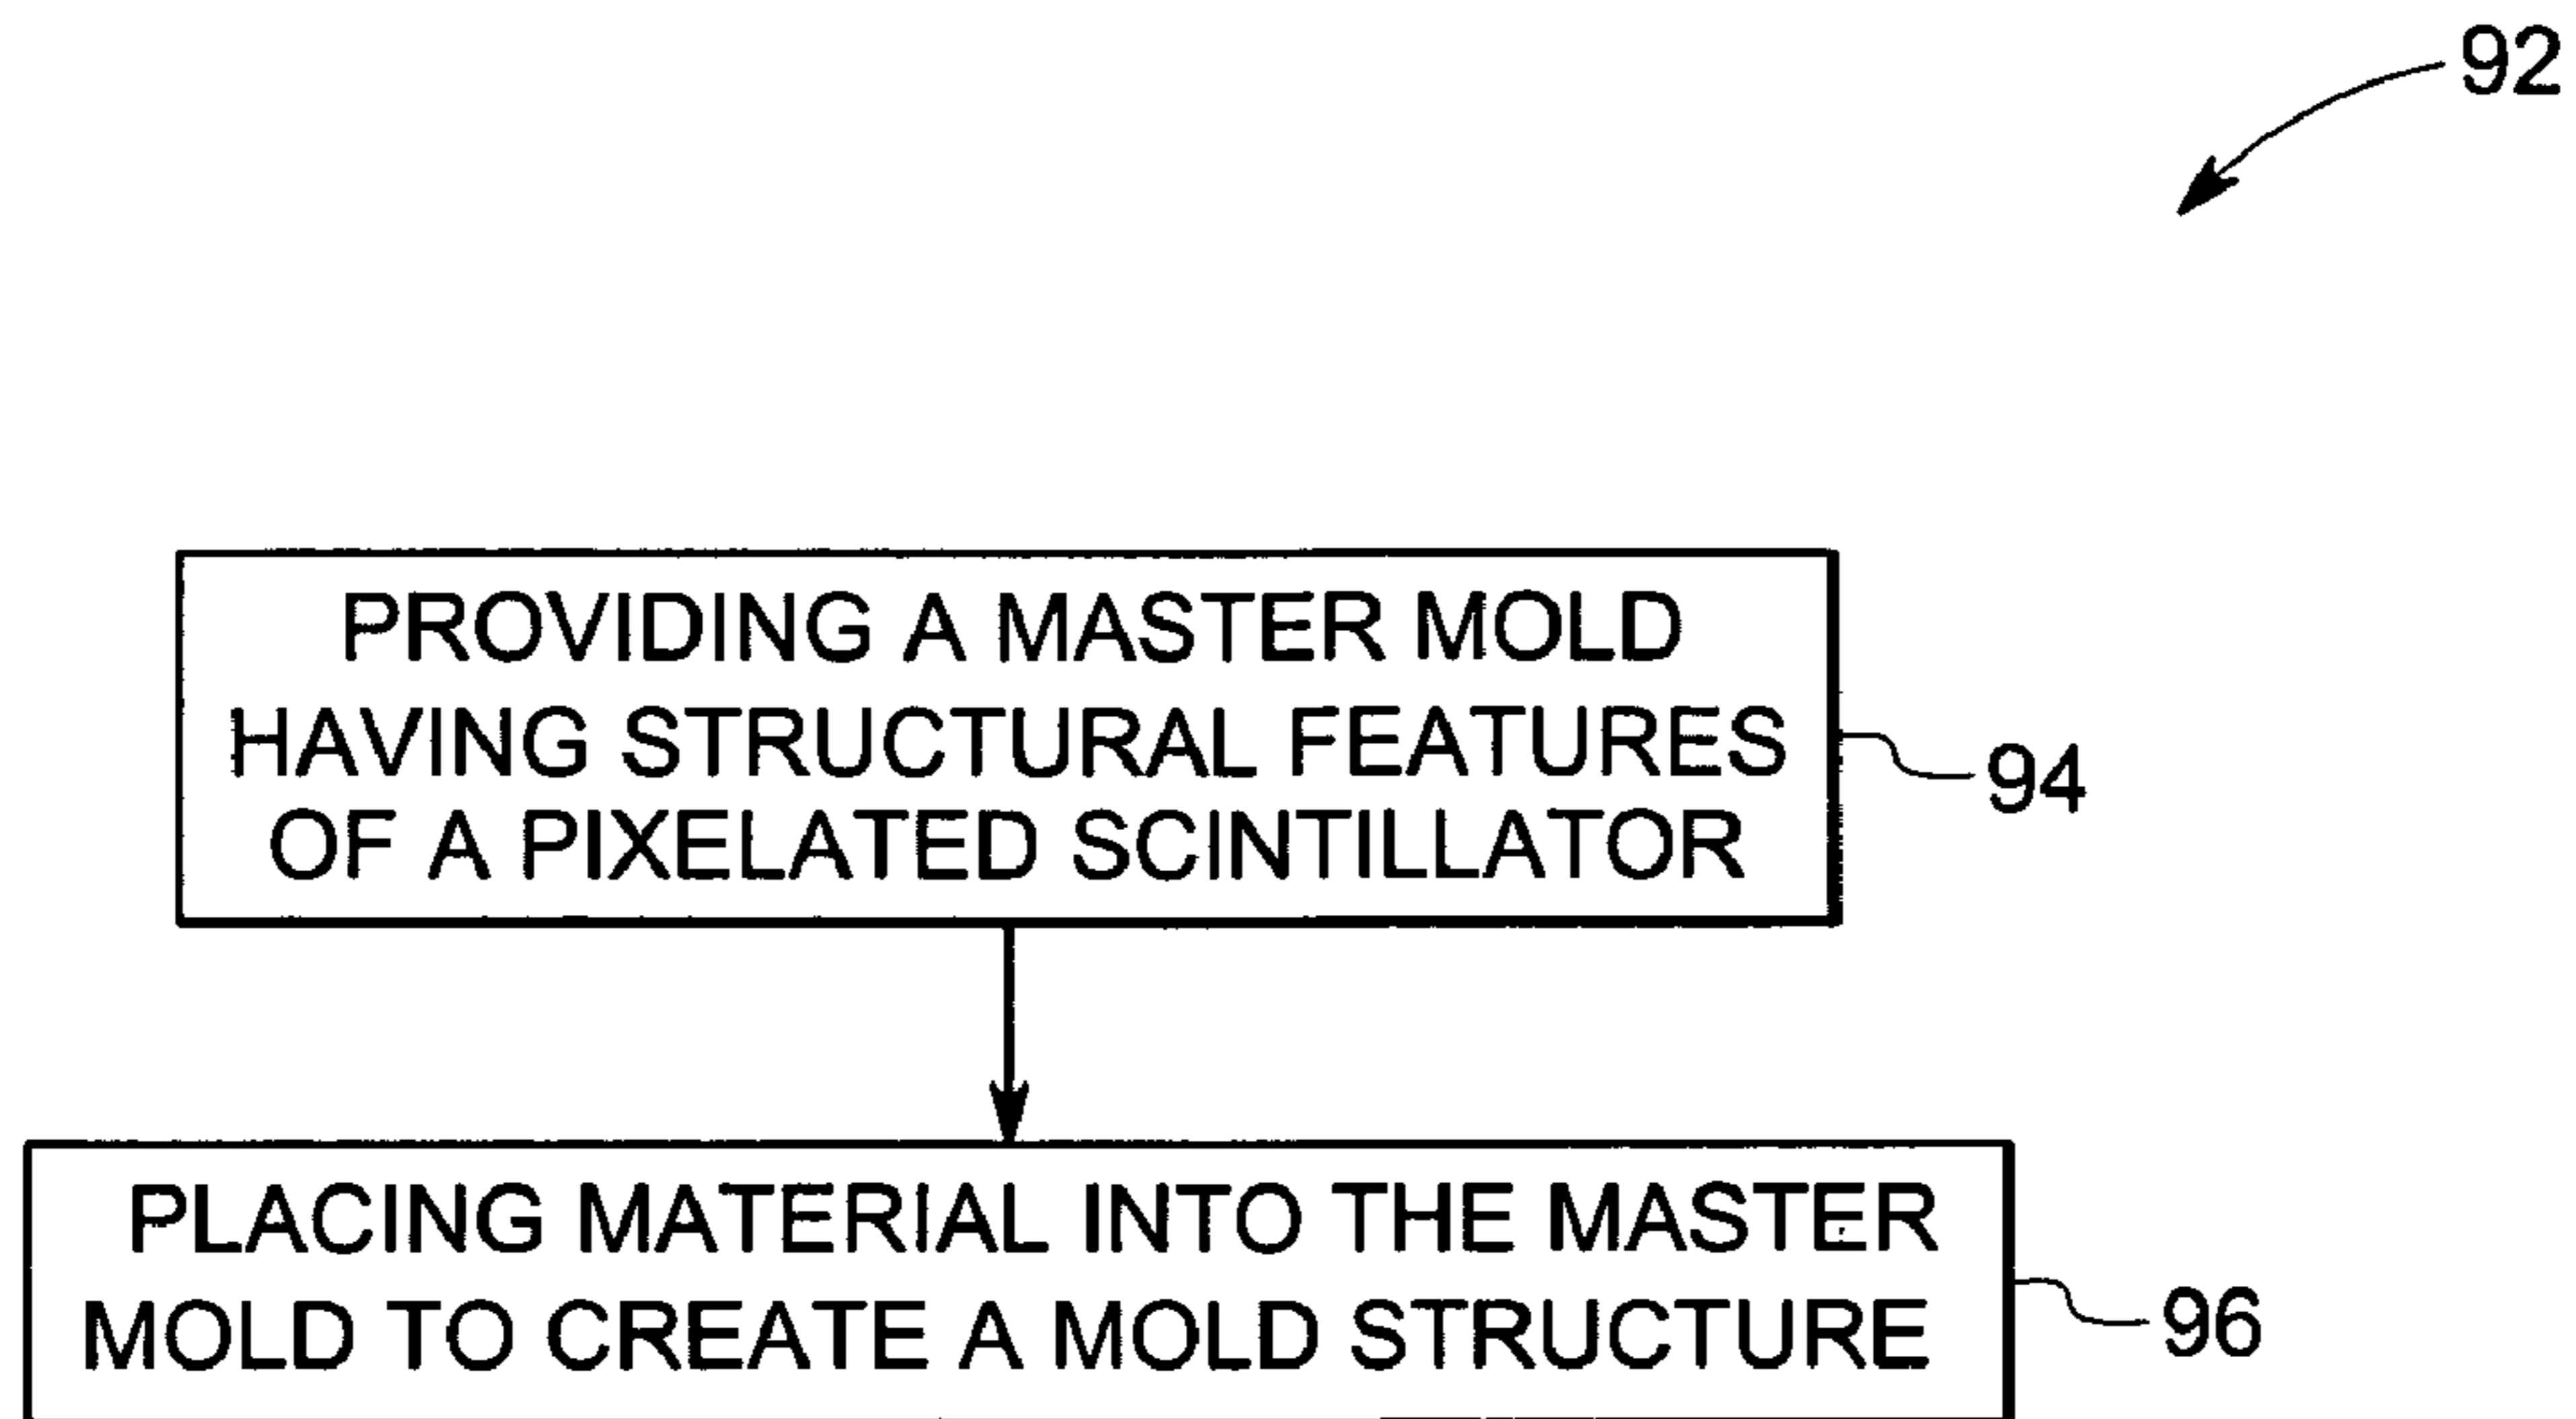 92
PROVIDING A MASTER MOLD
HAVING STRUCTURAL FEATURES
OF A PIXELATED SCINTILLATOR
94
PLACING MATERIAL INTO THE MASTER
MOLD TO CREATE A MOLD STRUCTURE
96